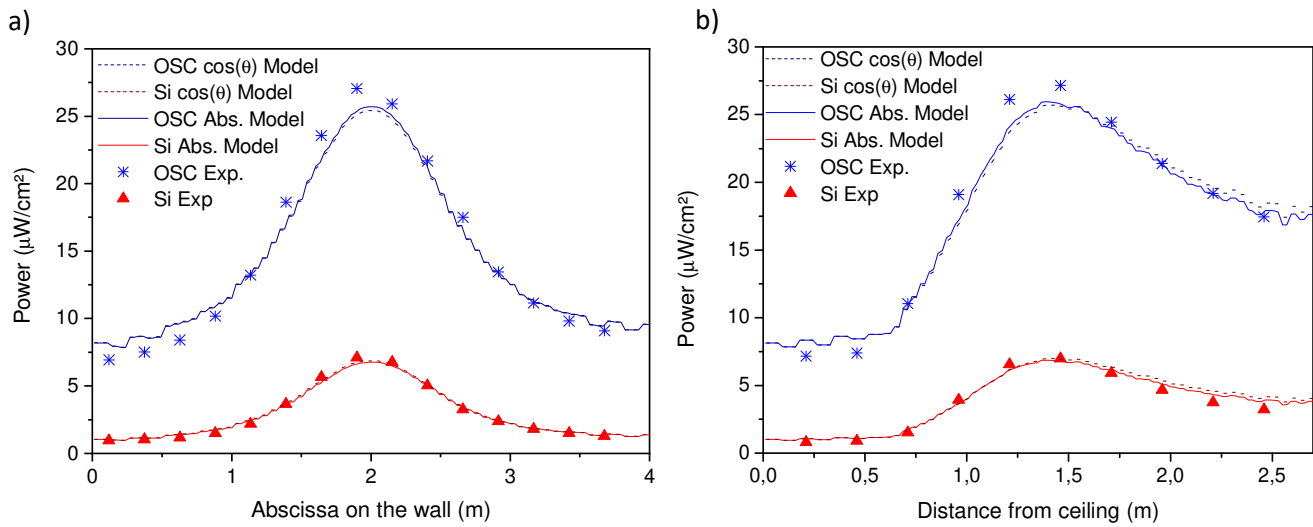 a)
30
25
20
15
10
5
0
Power (μW/cm²)
OSC cos(θ) Model
Si cos(θ) Model
OSC Abs. Model
Si Abs. Model
OSC Exp.
Si Exp
0 1 2 3 4
Abscissa on the wall (m)
b)
30
25
20
15
10
5
0
Power (μW/cm²)
OSC cos(θ) Model
Si cos(θ) Model
OSC Abs. Model
Si Abs. Model
OSC Exp.
Si Exp
0,0 0,5 1,0 1,5 2,0 2,5
Distance from ceiling (m)